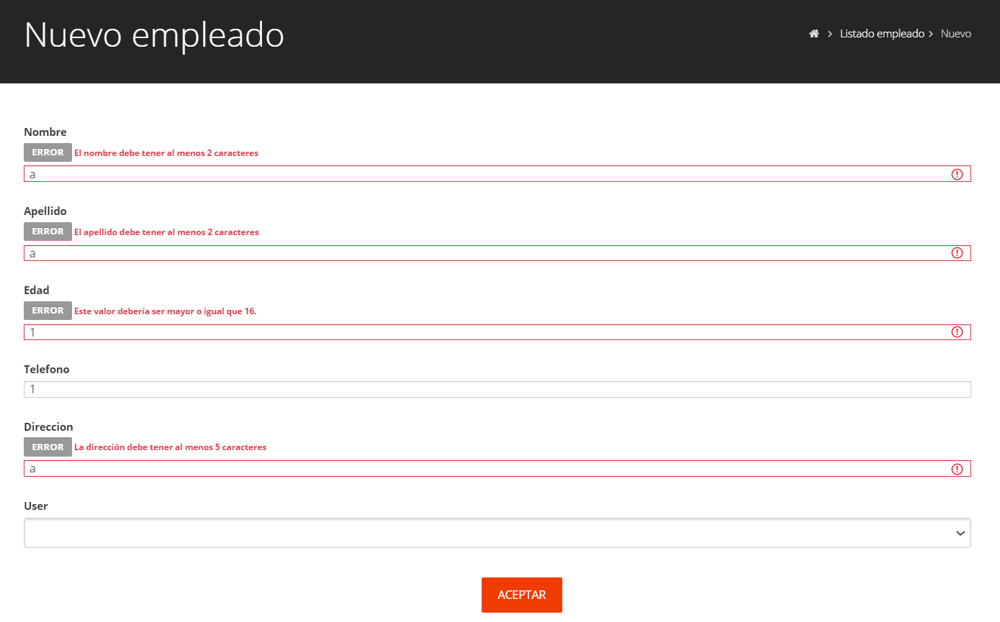 Nuevo empleado
Listado empleado > Nuevo
Nombre
ERROR El nombre debe tener al menos 2 caracteres
a
Apellido
ERROR El apellido debe tener al menos 2 caracteres
a
Edad
ERROR Este valor debería ser mayor o igual que 16.
1
Telefono
1
Direccion
ERROR La dirección debe tener al menos 5 caracteres
a
User
ACEPTAR